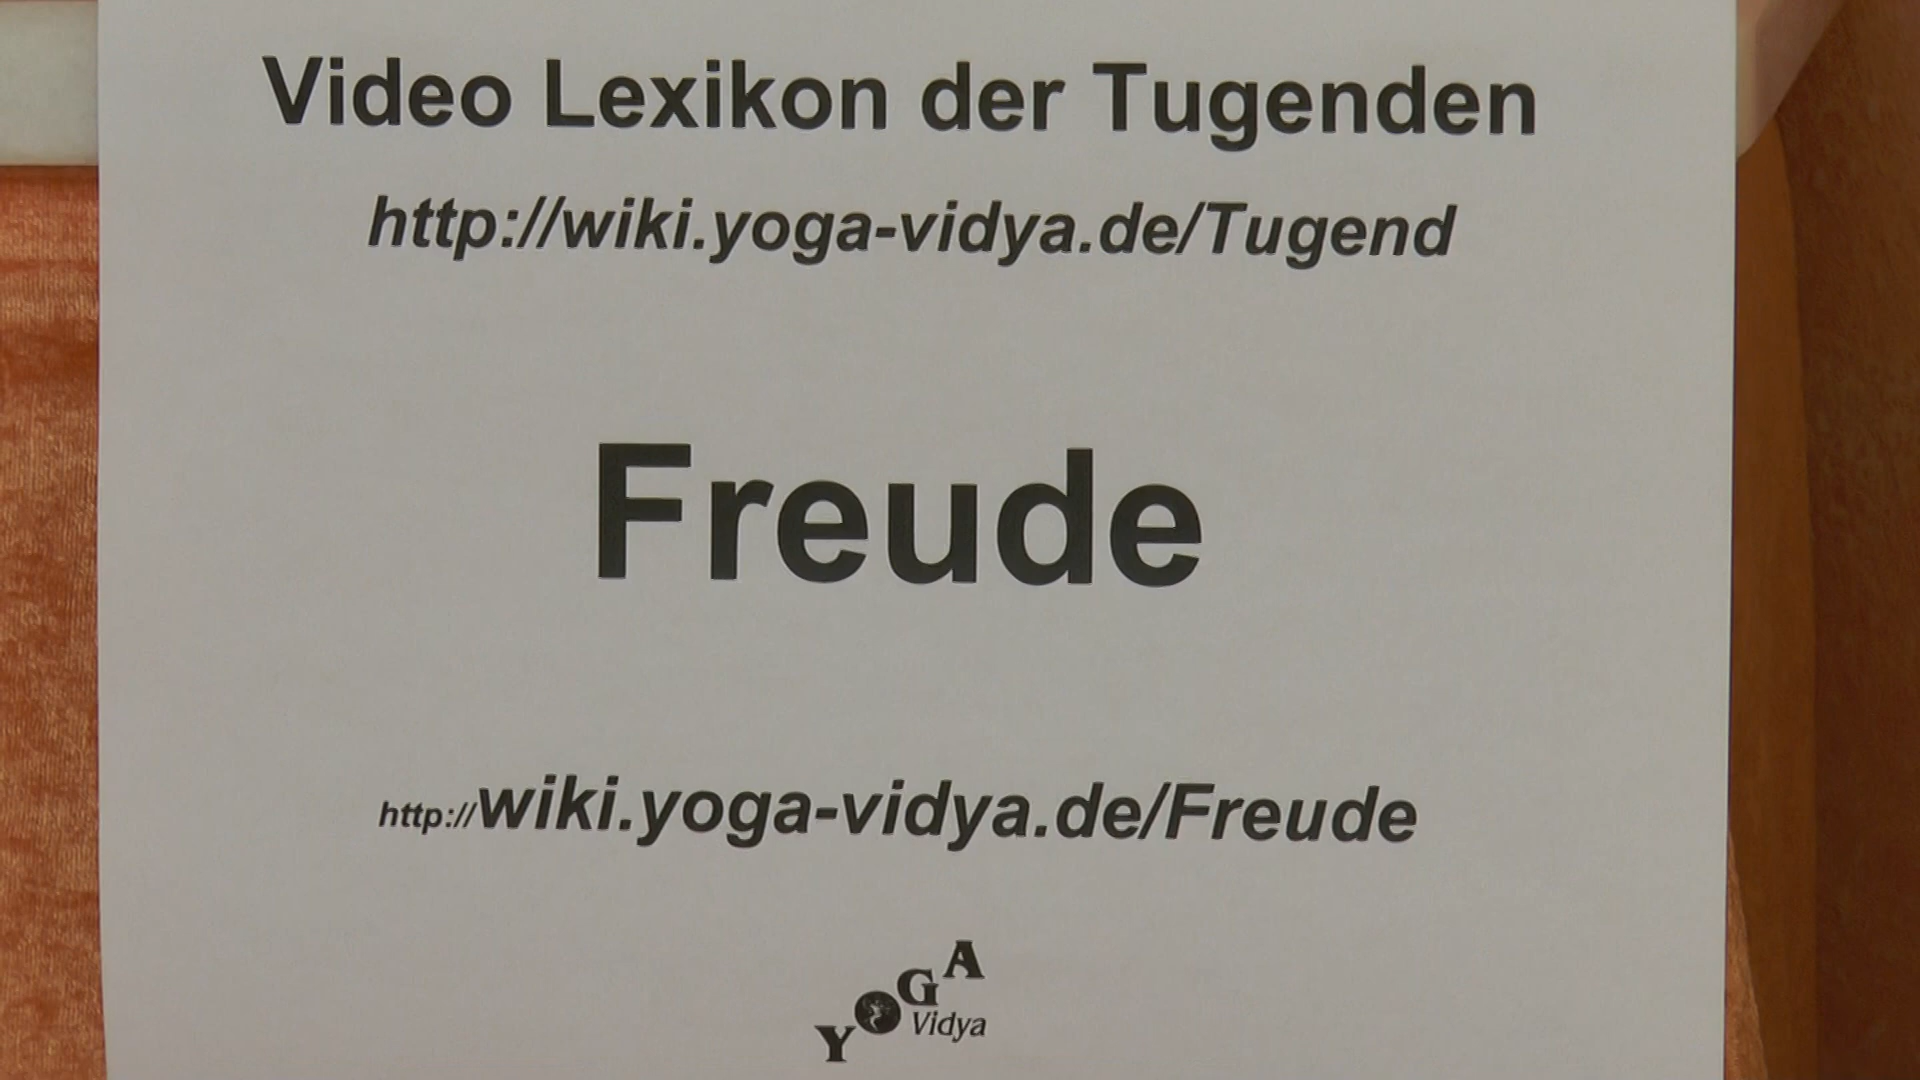 Video Lexikon der Tugenden
http://wiki.yoga-vidya.de/Tugend
Freude
http://wiki.yoga-vidya.de/Freude
YOGA
Vidya